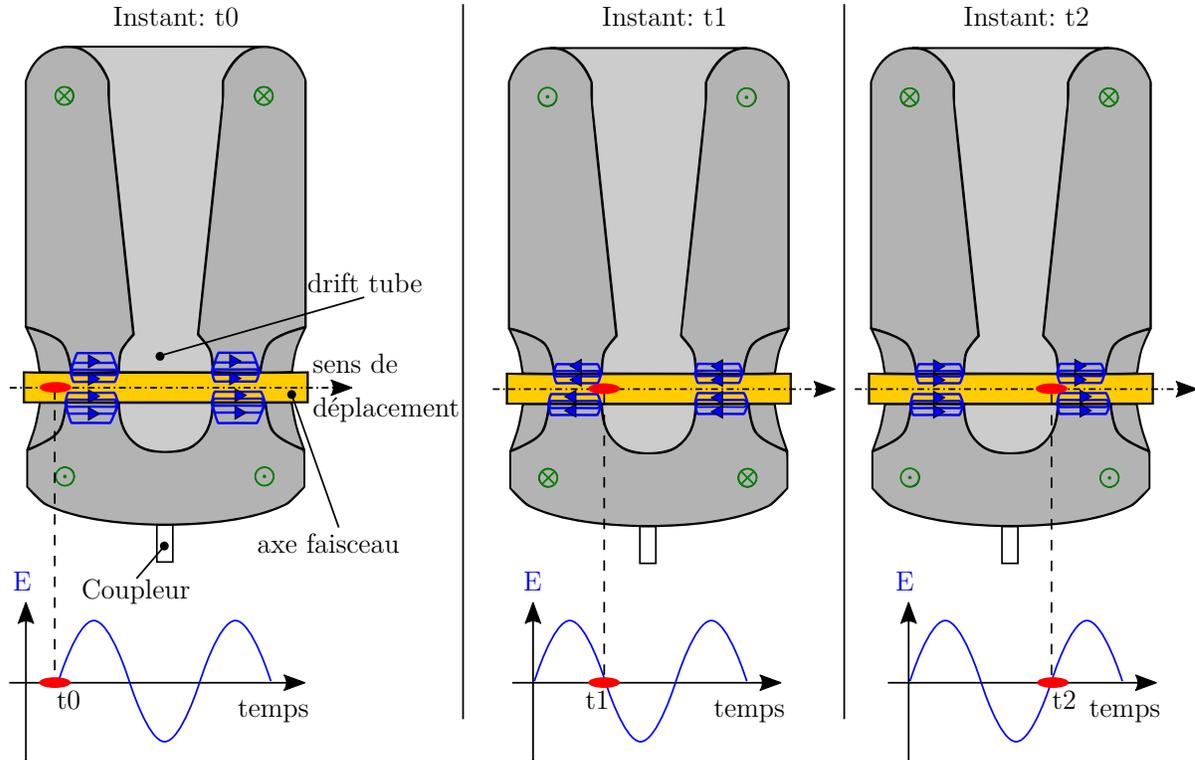 Instant: t0
Instant: t1
Instant: t2
drift tube
sens de
déplacement
axe faisceau
Coupleur
E
E
E
t0
temps
t1
temps
t2
temps